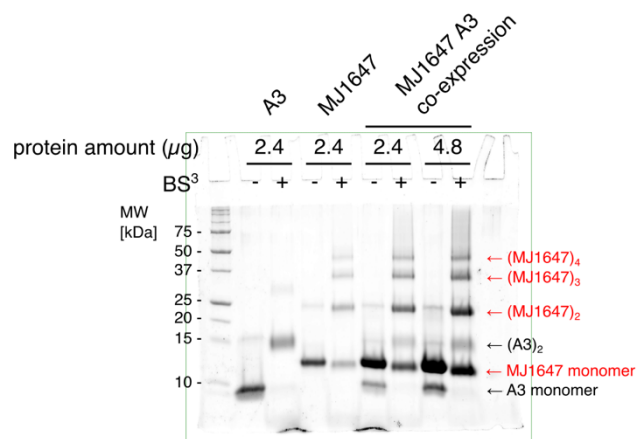 A3
MJ1647
MJ1647 A3
co-expression
protein amount (µg) 2.4 2.4 2.4 4.8
BS³ - + - + - + - +
MW
[kDa]
75 -
50 -
37 -
25 -
20 -
15 -
10 -
← (MJ1647)₄
← (MJ1647)₃
← (MJ1647)₂
← (A3)₂
← MJ1647 monomer
← A3 monomer